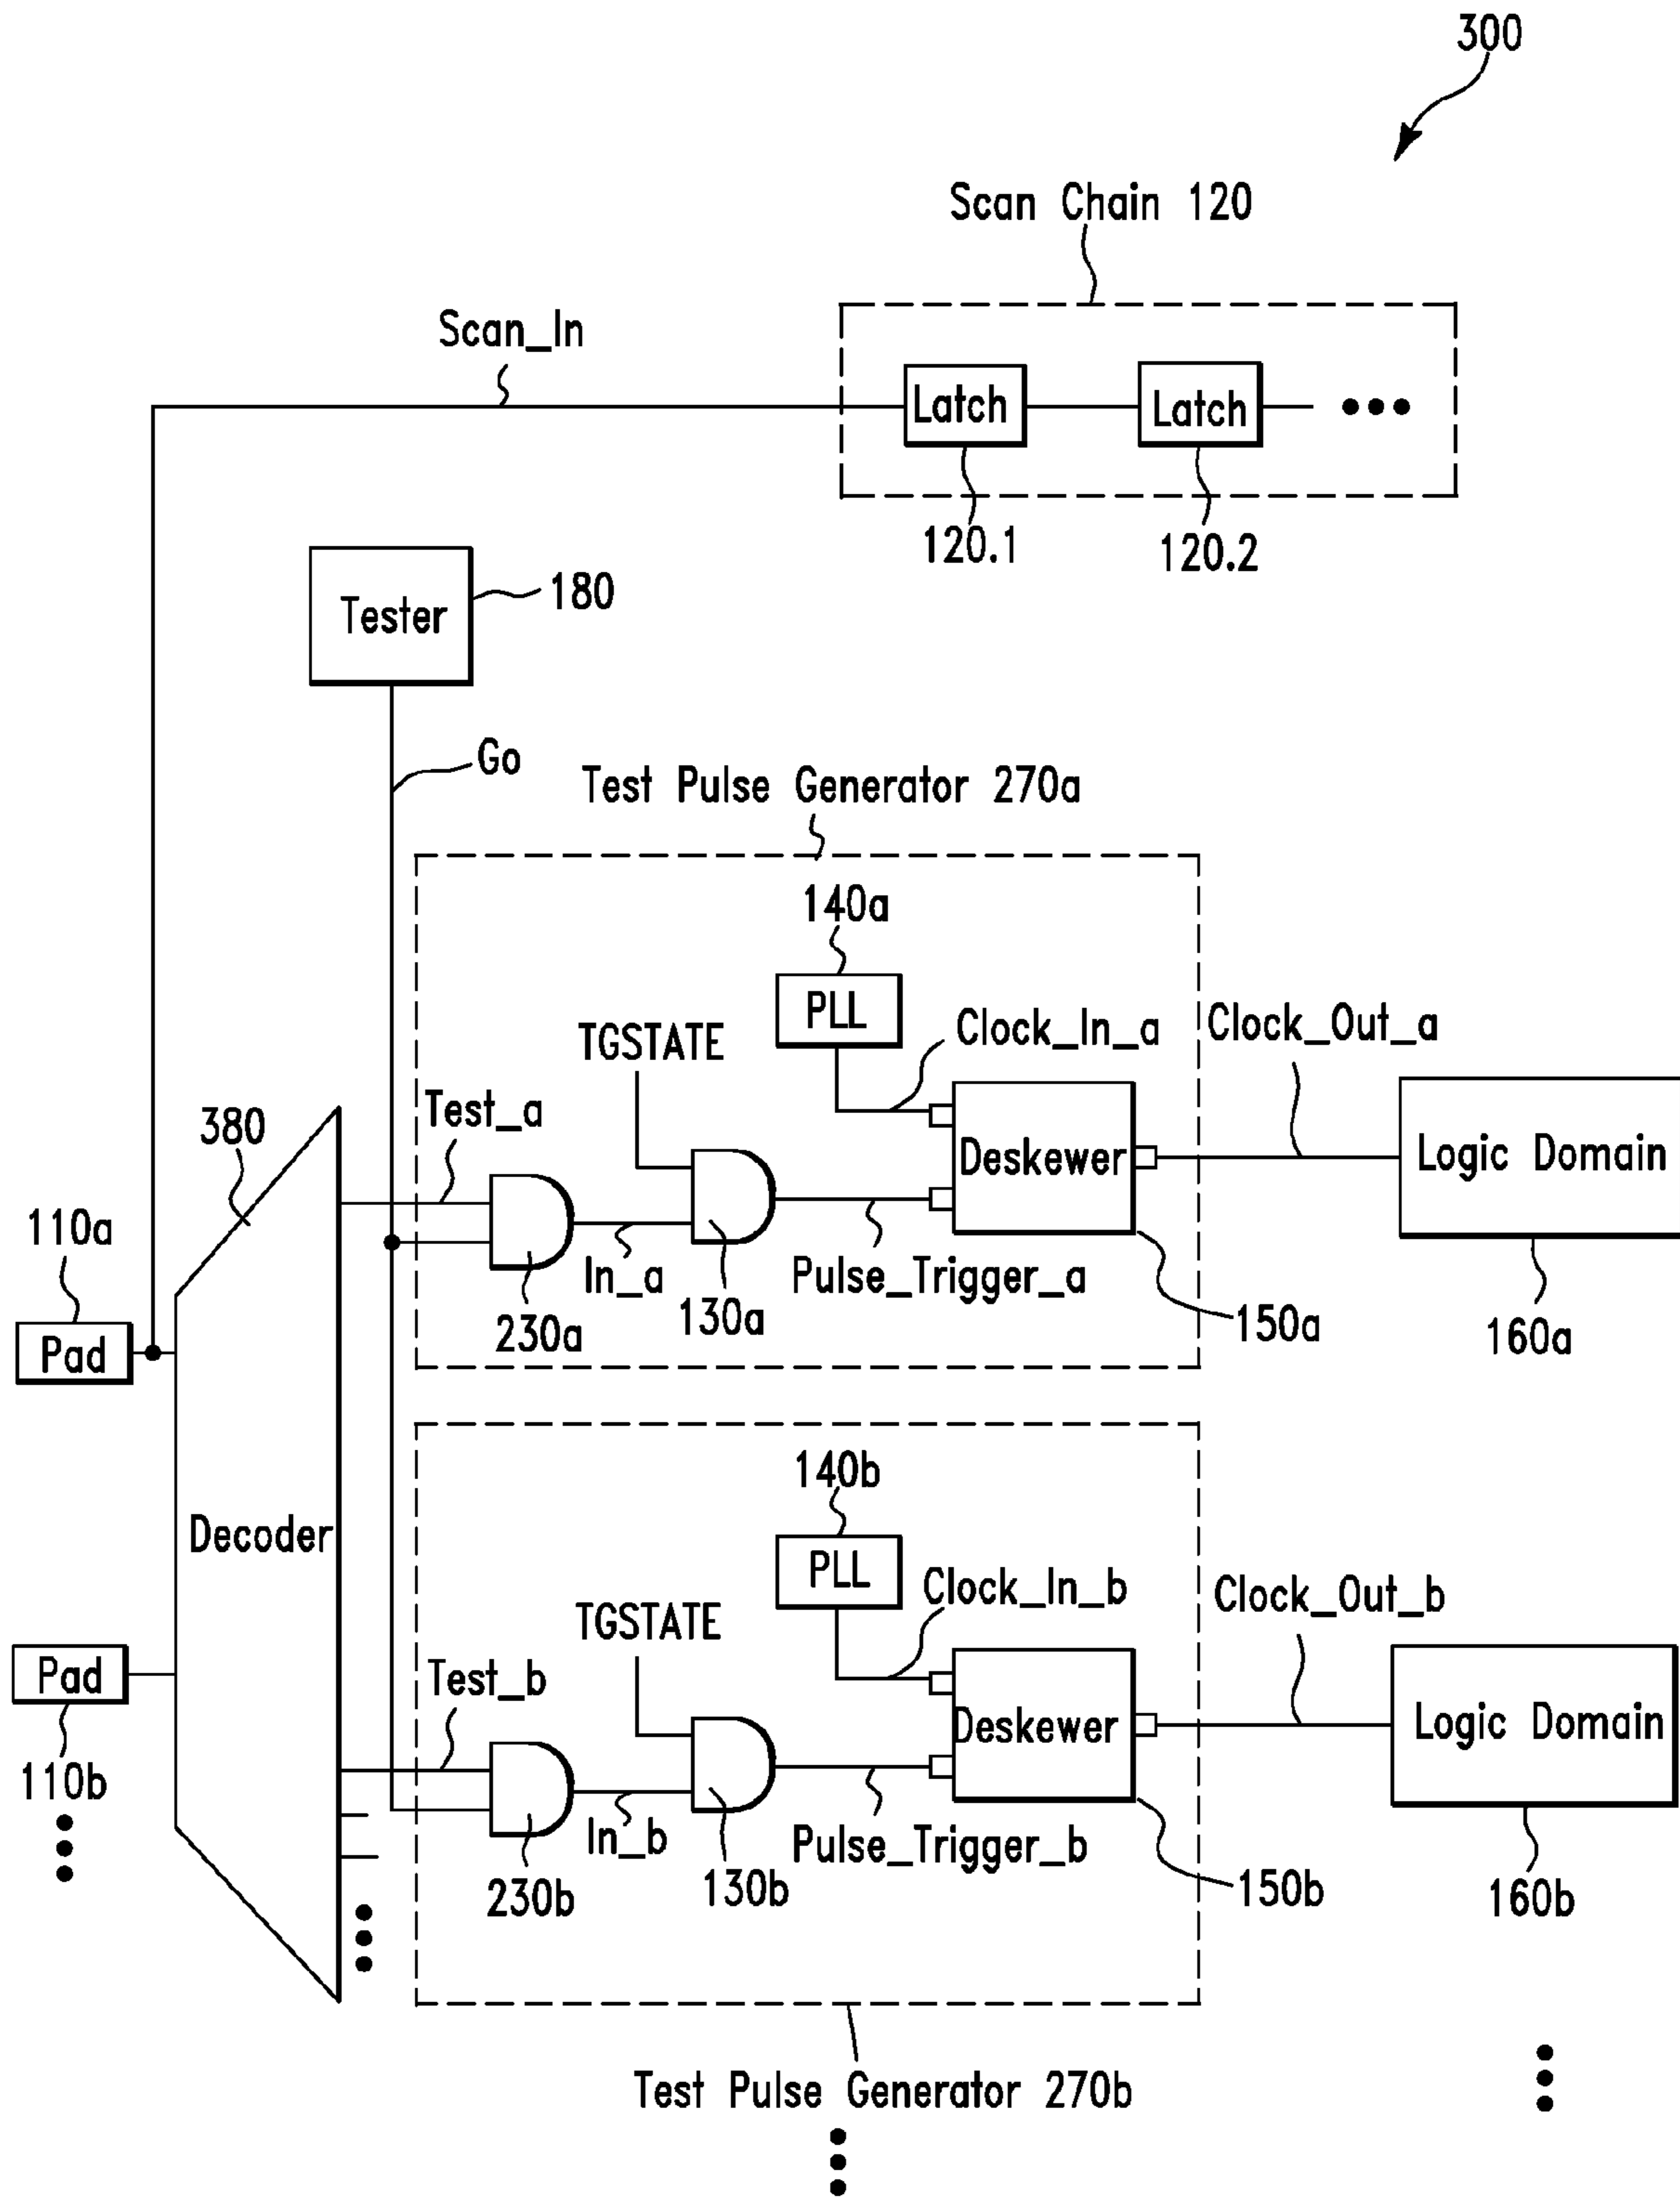 300
Scan Chain 120
Scan_In
Latch
Latch
120.1
120.2
Tester
180
Go
Test Pulse Generator 270a
140a
PLL
TGSTATE
Clock_In_a
Clock_Out_a
380
Test_a
Deskewer
Logic Domain
110a
Pad
In_a
Pulse_Trigger_a
230a
130a
150a
160a
Decoder
140b
PLL
TGSTATE
Clock_In_b
Clock_Out_b
Pad
Test_b
Deskewer
Logic Domain
110b
In_b
Pulse_Trigger_b
230b
130b
150b
160b
Test Pulse Generator 270b